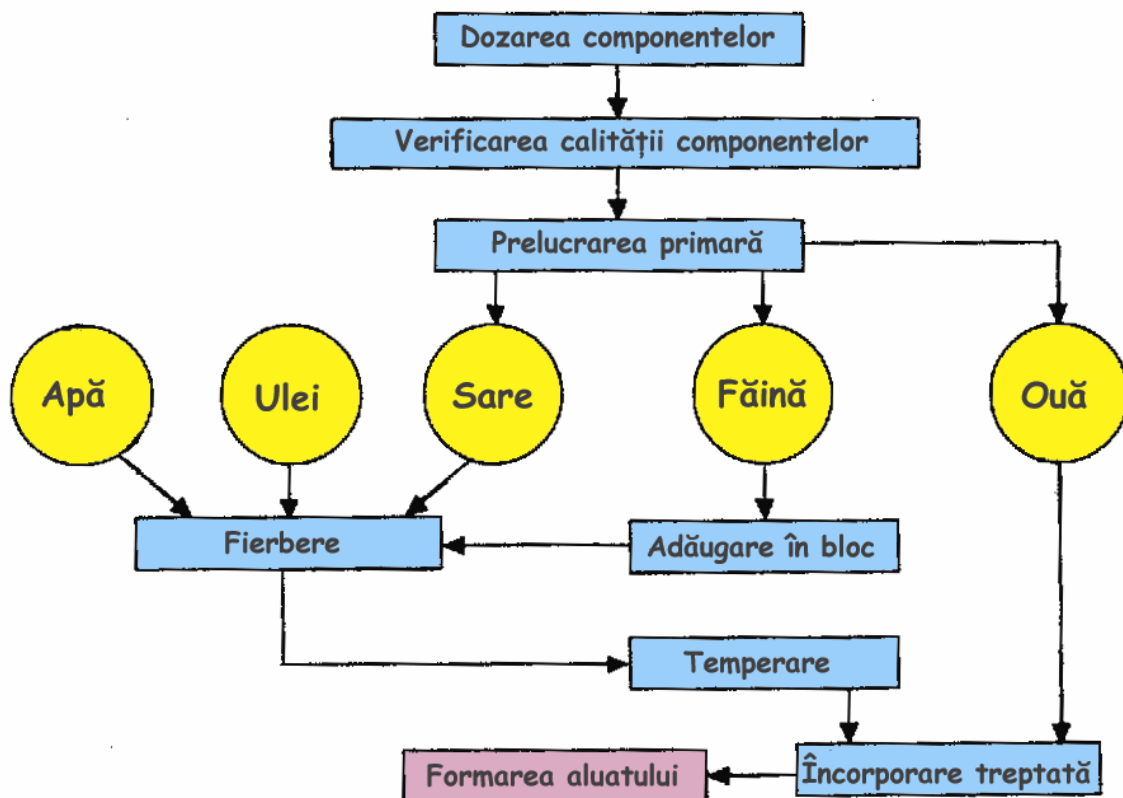 Dozarea componentelor
Verificarea calității componentelor
Prelucrarea primară
Apă
Ulei
Sare
Făină
Ouă
Fierbere
Adăugare în bloc
Temperare
Formarea aluatului
Încorporare treptată